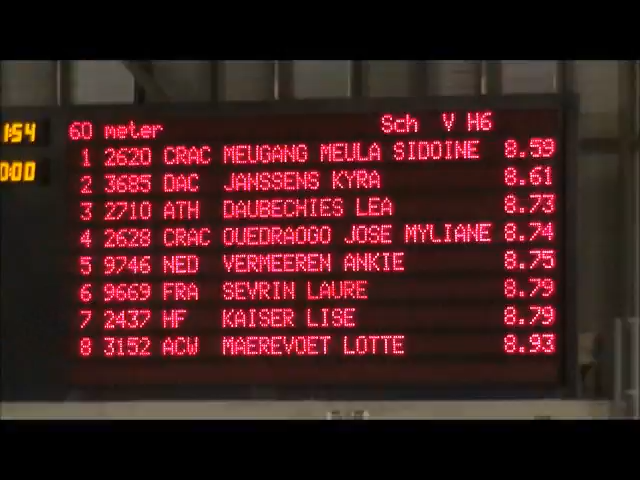 1:54
0:00
60 meter Sch V H6
1 2620 CRAC MEUGANG MEULA SIDOINE 8.59
2 3685 DAC JANSSENS KYRA 8.61
3 2710 ATH DAUBECHIES LEA 8.73
4 2628 CRAC OUEDRAOGO JOSE MYLIANE 8.74
5 9746 NED VERMEEREN ANKIE 8.75
6 9669 FRA SEVRIN LAURE 8.79
7 2437 HF KAISER LISE 8.79
8 3152 ACW MAEREVOET LOTTE 8.93